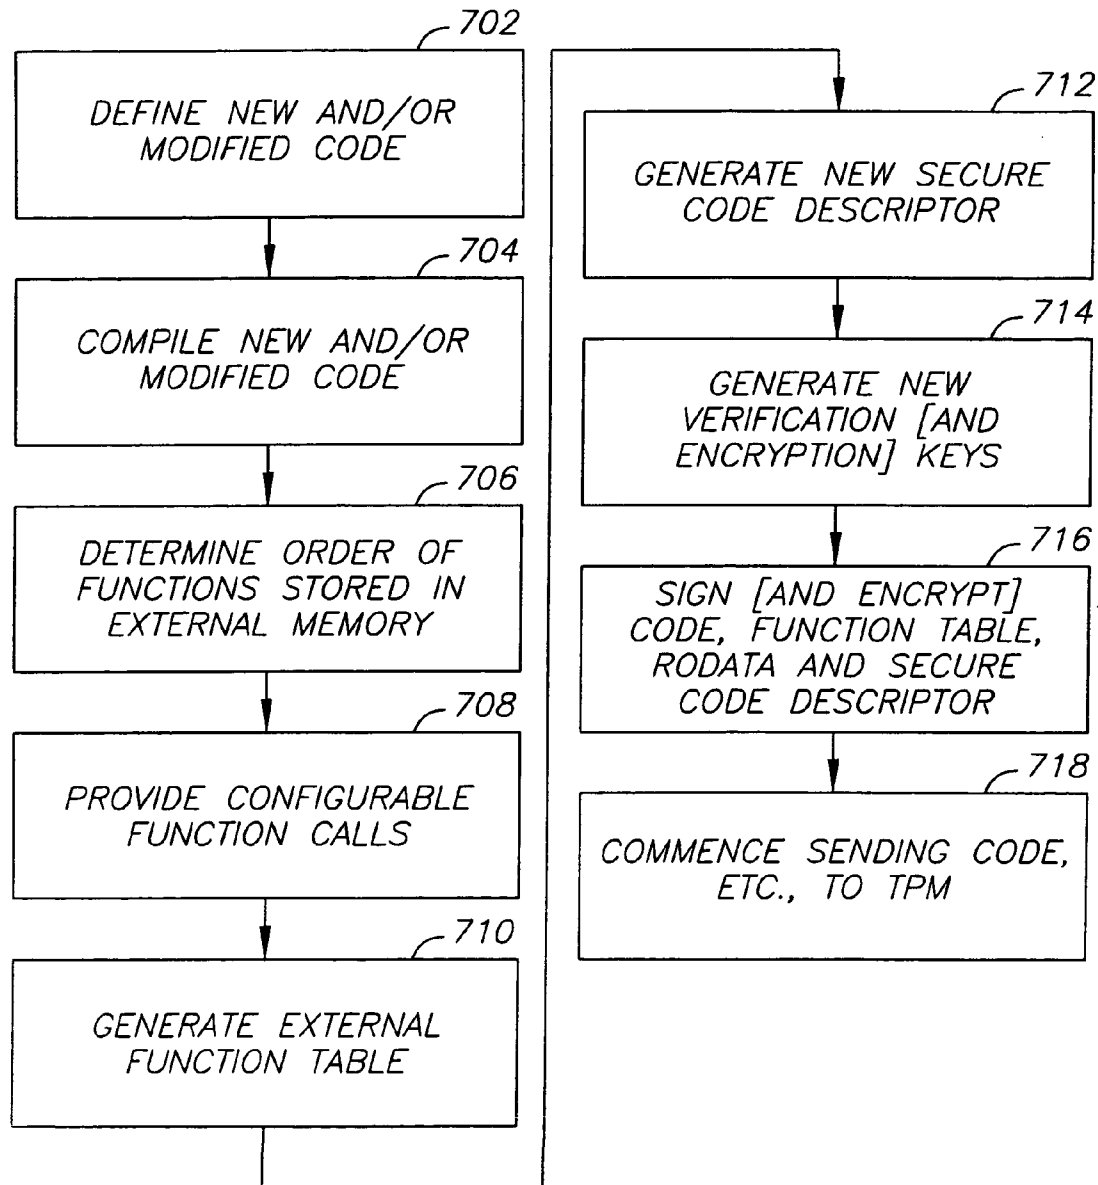 702
DEFINE NEW AND/OR
MODIFIED CODE
704
COMPILE NEW AND/OR
MODIFIED CODE
706
DETERMINE ORDER OF
FUNCTIONS STORED IN
EXTERNAL MEMORY
708
PROVIDE CONFIGURABLE
FUNCTION CALLS
710
GENERATE EXTERNAL
FUNCTION TABLE
712
GENERATE NEW SECURE
CODE DESCRIPTOR
714
GENERATE NEW
VERIFICATION [AND
ENCRYPTION] KEYS
716
SIGN [AND ENCRYPT]
CODE, FUNCTION TABLE,
RODATA AND SECURE
CODE DESCRIPTOR
718
COMMENCE SENDING CODE,
ETC., TO TPM